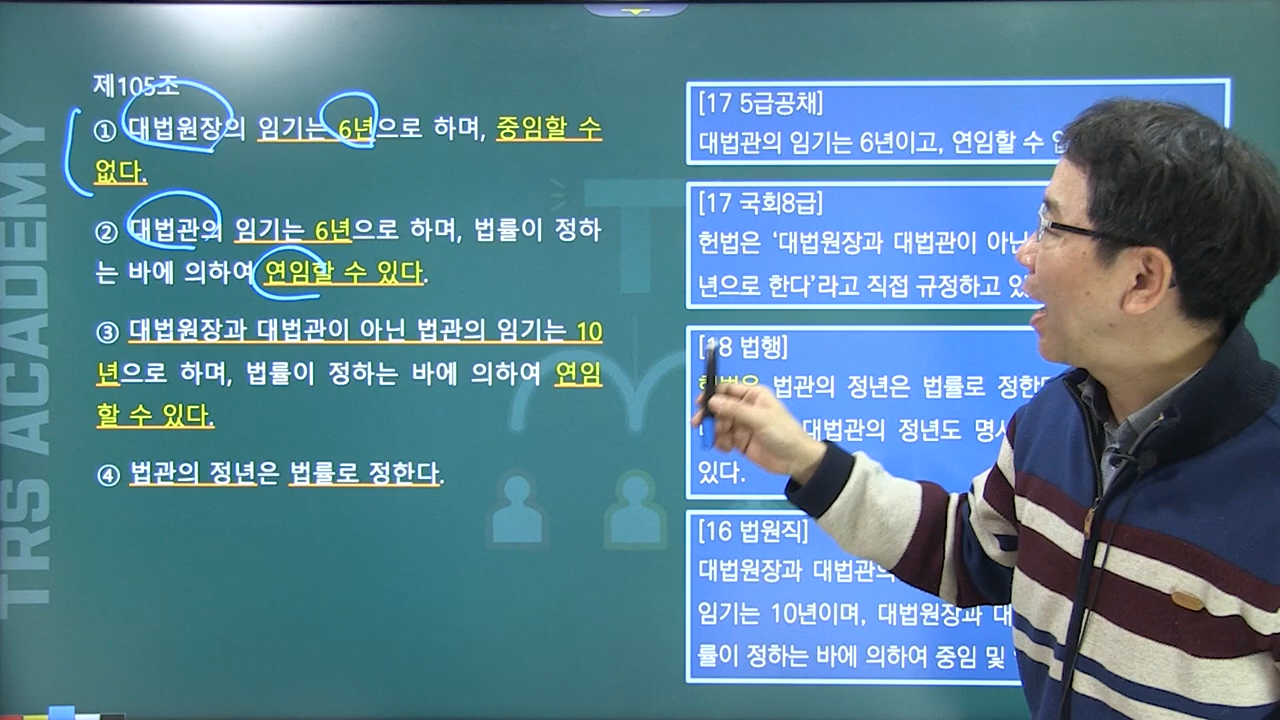 TRS ACADEMY
제105조
① 대법원장의 임기는 6년으로 하며, 중임할 수
없다.
② 대법관의 임기는 6년으로 하며, 법률이 정하
는 바에 의하여 연임할 수 있다.
③ 대법원장과 대법관이 아닌 법관의 임기는 10
년으로 하며, 법률이 정하는 바에 의하여 연임
할 수 있다.
④ 법관의 정년은 법률로 정한다.
[17 5급공채]
대법관의 임기는 6년이고, 연임할 수
[17 국회8급]
헌법은 ‘대법원장과 대법관이 아닌
년으로 한다’라고 직접 규정하고
[18 법행]
헌법은 법관의 정년은 법률로
대법관의 정년도
있다.
[16 법원직]
대법원장과 대법관의
임기는 10년이며, 대법원장과
률이 정하는 바에 의하여 중임 및